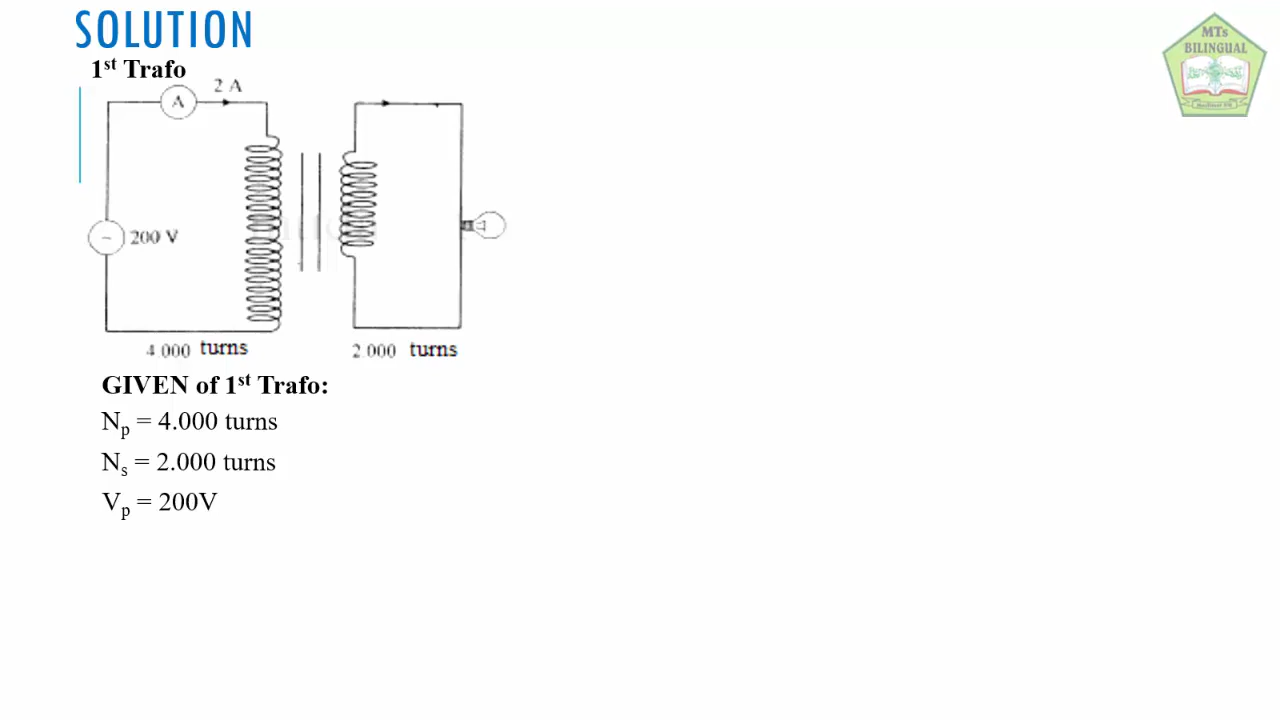 SOLUTION
1st Trafo
2 A
A
~
200 V
4 000 turns
2.000 turns
GIVEN of 1st Trafo:
Np = 4.000 turns
Ns = 2.000 turns
Vp = 200V
MTs
BILINGUAL